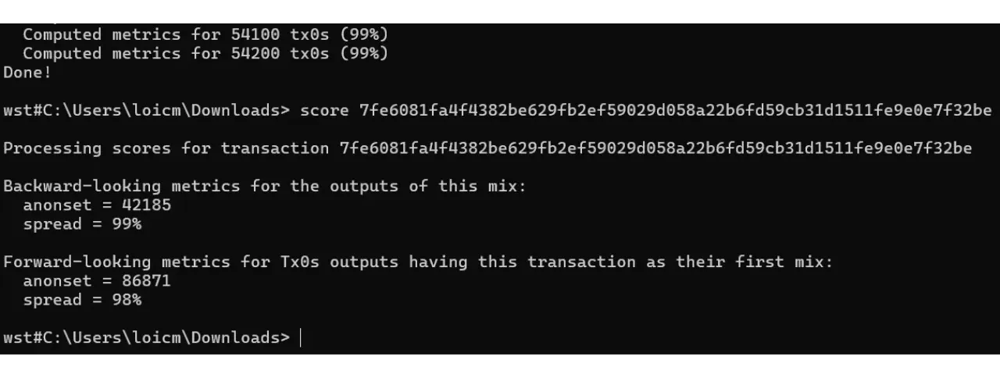 Computed metrics for 54100 tx0s (99%)
Computed metrics for 54200 tx0s (99%)
Done!
wst#C:\Users\loicm\Downloads> score 7fe6081fa4f4382be629fb2ef59029d058a22b6fd59cb31d1511fe9e0e7f32be
Processing scores for transaction 7fe6081fa4f4382be629fb2ef59029d058a22b6fd59cb31d1511fe9e0e7f32be
Backward-looking metrics for the outputs of this mix:
anonset = 42185
spread = 99%
Forward-looking metrics for Tx0s outputs having this transaction as their first mix:
anonset = 86871
spread = 98%
wst#C:\Users\loicm\Downloads>